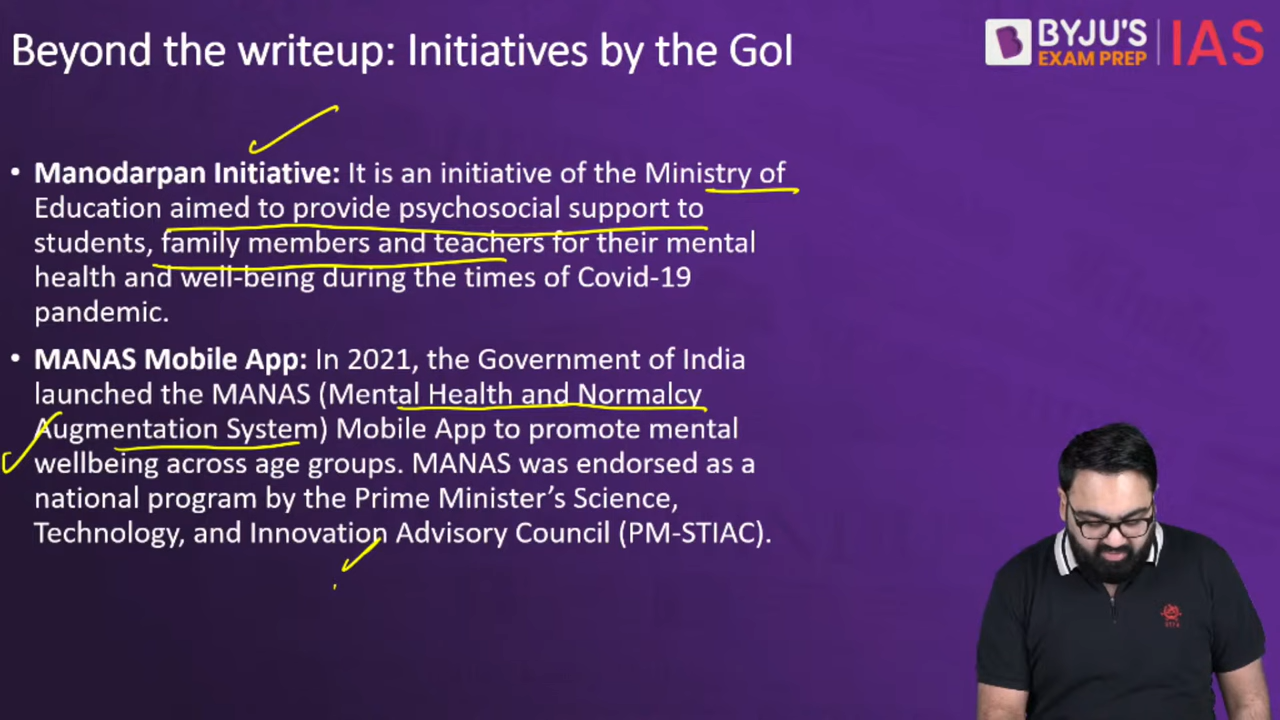 Beyond the writeup: Initiatives by the GoI
BYJU'S
EXAM PREP
IAS
• Manodarpan Initiative: It is an initiative of the Ministry of
Education aimed to provide psychosocial support to
students, family members and teachers for their mental
health and well-being during the times of Covid-19
pandemic.
• MANAS Mobile App: In 2021, the Government of India
launched the MANAS (Mental Health and Normalcy
Augmentation System) Mobile App to promote mental
wellbeing across age groups. MANAS was endorsed as a
national program by the Prime Minister’s Science,
Technology, and Innovation Advisory Council (PM-STIAC).